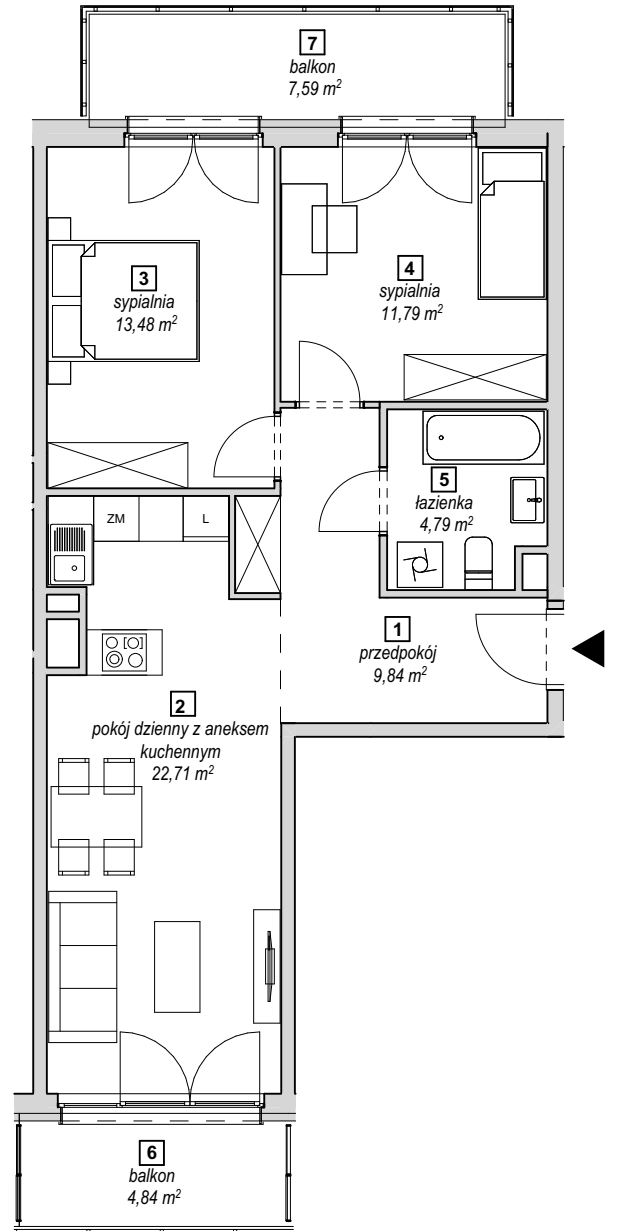 7
balkon
7,59 m²
3
sypialnia
13,48 m²
4
sypialnia
11,79 m²
5
łazienka
4,79 m²
ZM
L
1
przedpokój
9,84 m²
2
pokój dzienny z aneksem
kuchennym
22,71 m²
6
balkon
4,84 m²